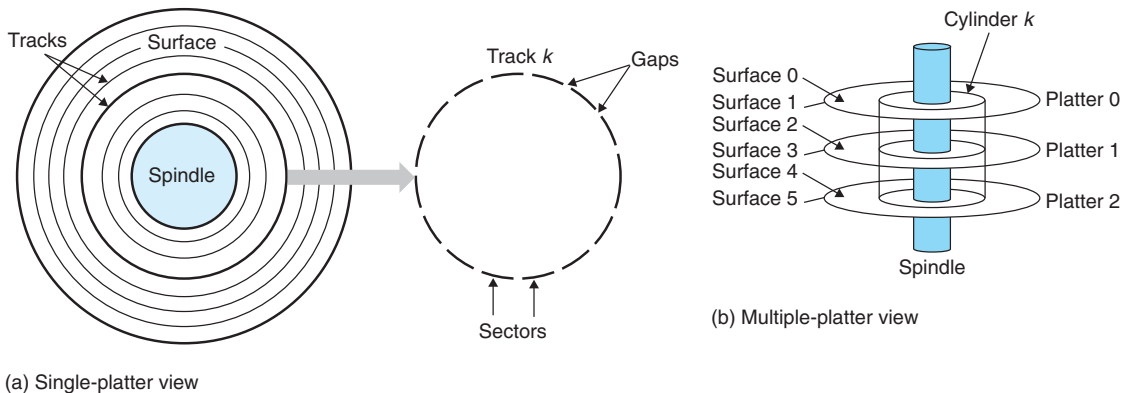 Tracks
Surface
Spindle
Track k
Gaps
Sectors
(a) Single-platter view
Cylinder k
Surface 0
Surface 1
Surface 2
Surface 3
Surface 4
Surface 5
Platter 0
Platter 1
Platter 2
Spindle
(b) Multiple-platter view